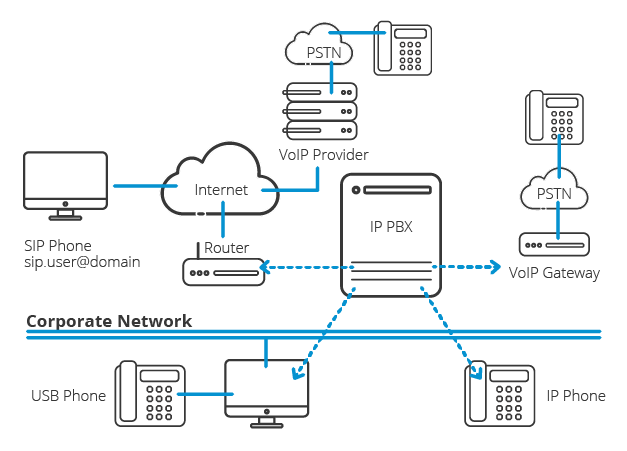 PSTN
VoIP Provider
PSTN
Internet
IP PBX
SIP Phone
sip.user@domain
Router
VoIP Gateway
Corporate Network
USB Phone
IP Phone